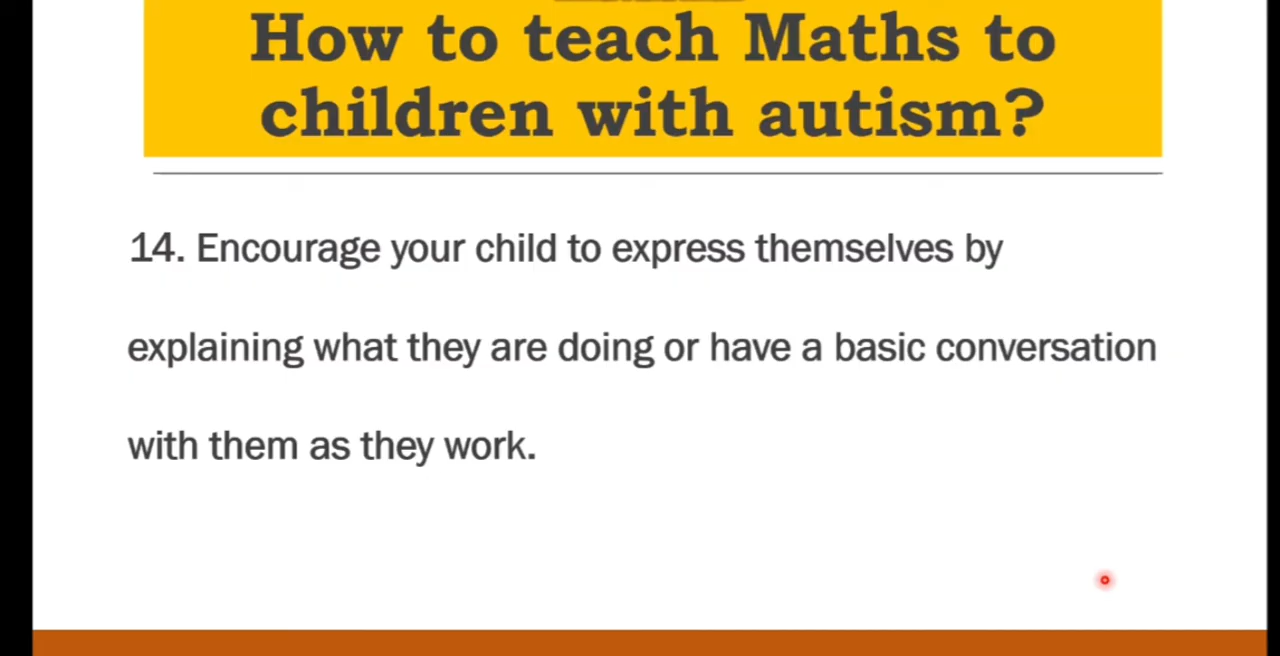 How to teach Maths to
children with autism?
14. Encourage your child to express themselves by
explaining what they are doing or have a basic conversation
with them as they work.